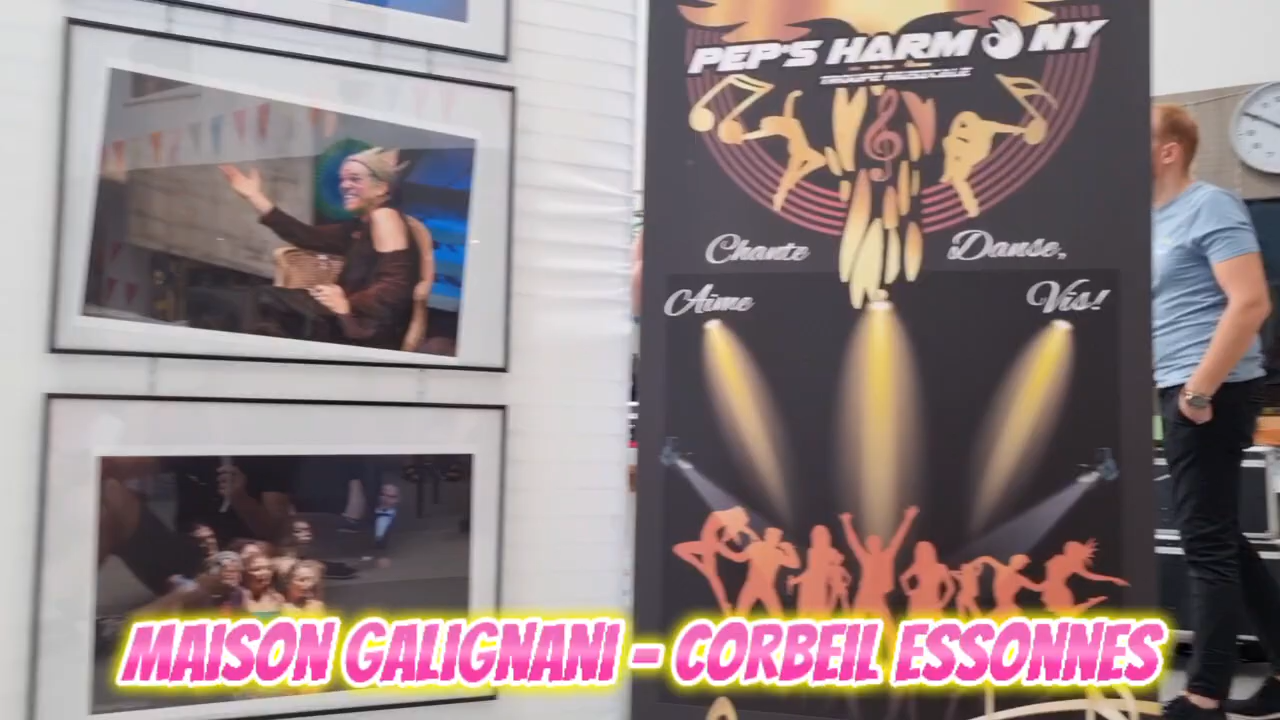 PEP'S HARMONY
TROUPE MUSICALE
Chante Danse,
Aime Vis!
MAISON GALIGNANI - CORBEIL ESSONNES